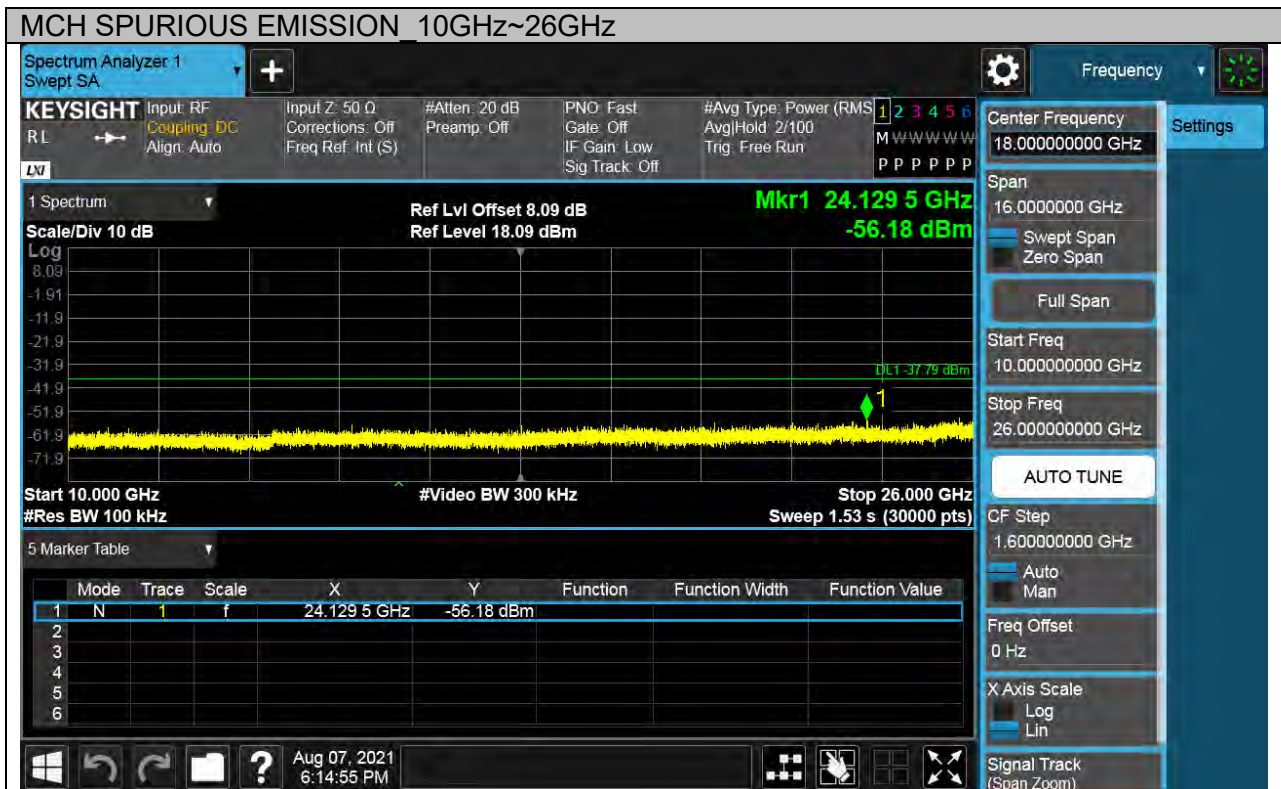 MCH SPURIOUS EMISSION_10GHz~26GHz
Spectrum Analyzer 1
Swept SA
+
Frequency
KEYSIGHT
RL
LXI
Input: RF
Coupling: DC
Align: Auto
Input Z: 50 Ω
Corrections: Off
Freq Ref: Int (S)
#Atten: 20 dB
Preamp: Off
PNO: Fast
Gate: Off
IF Gain: Low
Sig Track: Off
#Avg Type: Power (RMS
Avg|Hold: 2/100
Trig: Free Run
1 2 3 4 5 6
M W W W W W
P P P P P P
1 Spectrum
Scale/Div 10 dB
Ref Lvl Offset 8.09 dB
Ref Level 18.09 dBm
Mkr1 24.129 5 GHz
-56.18 dBm
Log
8.09
-1.91
-11.9
-21.9
-31.9
-41.9
-51.9
-61.9
-71.9
DL1 -37.79 dBm
1
Start 10.000 GHz
#Res BW 100 kHz
#Video BW 300 kHz
Stop 26.000 GHz
Sweep 1.53 s (30000 pts)
5 Marker Table
Mode Trace Scale X Y Function Function Width Function Value
1 N 1 f 24.129 5 GHz -56.18 dBm
2
3
4
5
6
?
Aug 07, 2021
6:14:55 PM
Center Frequency
18.000000000 GHz
Settings
Span
16.0000000 GHz
Swept Span
Zero Span
Full Span
Start Freq
10.000000000 GHz
Stop Freq
26.000000000 GHz
AUTO TUNE
CF Step
1.600000000 GHz
Auto
Man
Freq Offset
0 Hz
X Axis Scale
Log
Lin
Signal Track
(Span Zoom)